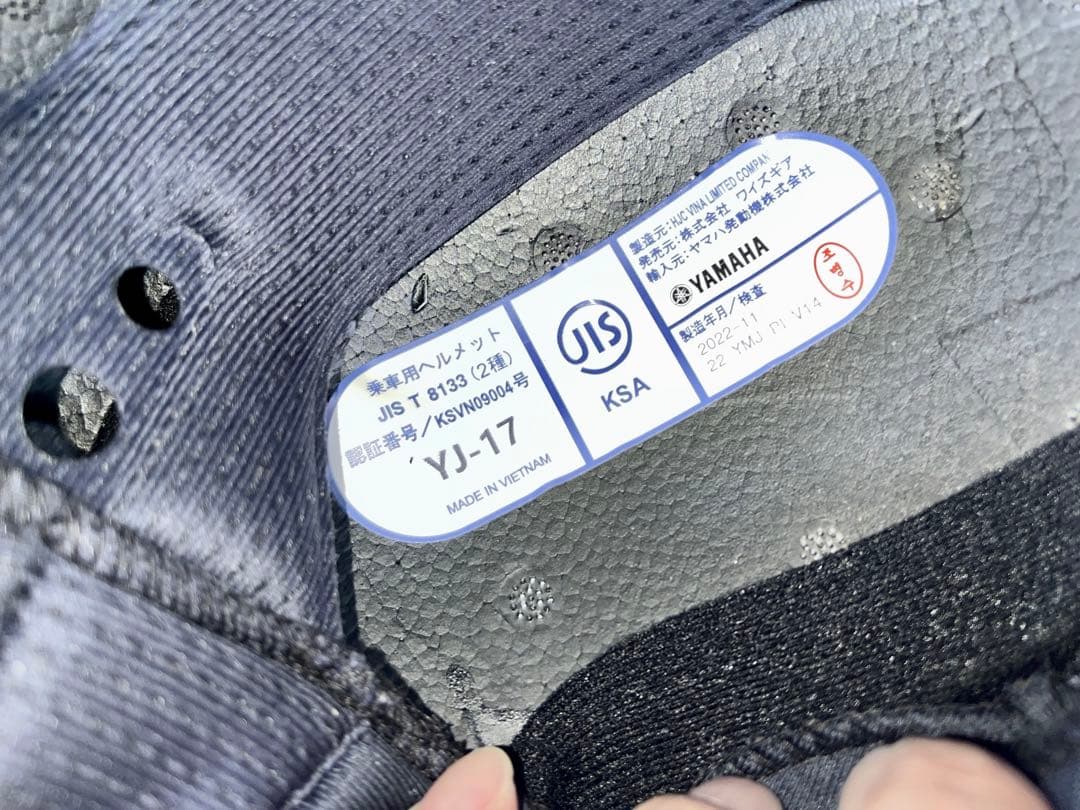 乗車用ヘルメット
JIS T 8133 (2種)
認証番号/KSVN09004号
YJ-17
MADE IN VIETNAM
JIS
KSA
製造元:HJC VINA LIMITED COMPAN
発売元:株式会社 ワイズギア
輸入元:ヤマハ発動機株式会社
YAMAHA
製造年月/検査
2022-11
22 YMJ PI V14
조병수